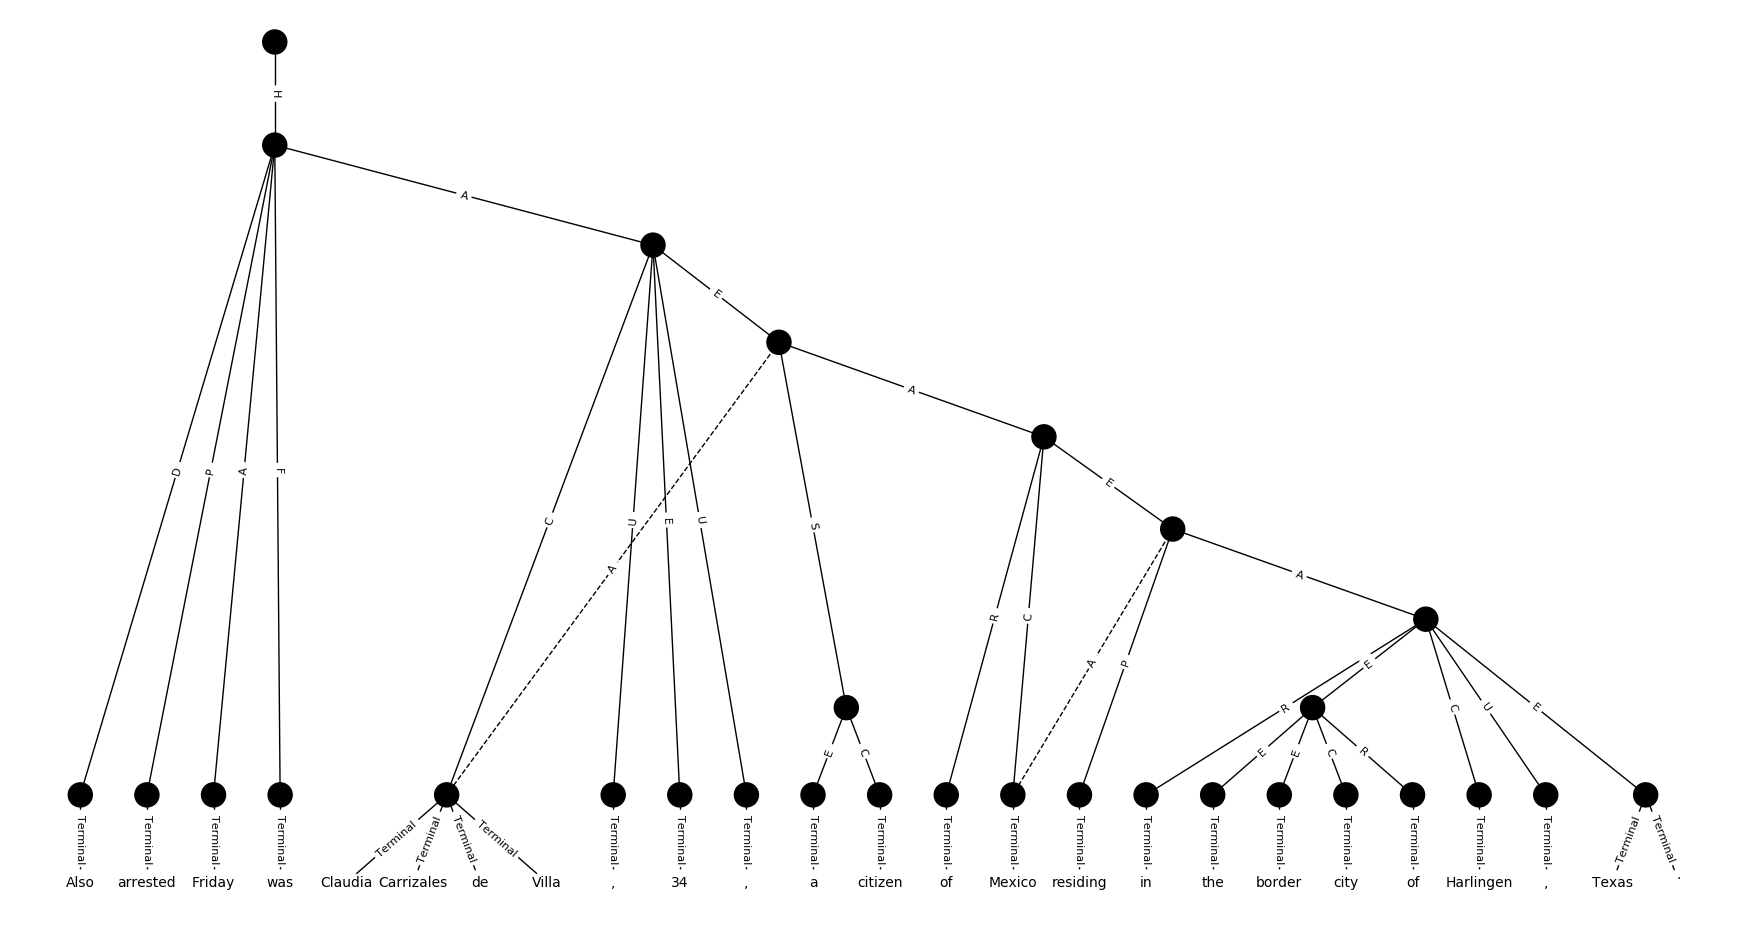 H
A
E
A
D P A F
C U E U
S
E
A
R C
A
A P
E
R C U E
E C
E E C R
Terminal Terminal Terminal Terminal Terminal Terminal Terminal Terminal Terminal Terminal Terminal Terminal Terminal Terminal Terminal Terminal Terminal Terminal Terminal Terminal Terminal Terminal Terminal Terminal Terminal
Also arrested Friday was Claudia Carrizales de Villa , 34 , a citizen of Mexico residing in the border city of Harlingen , Texas .